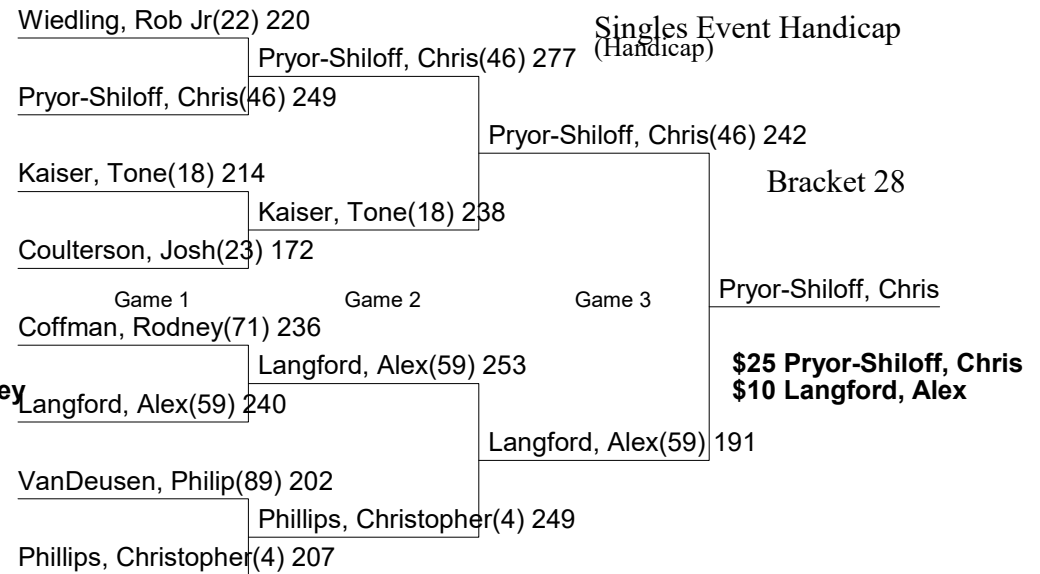 Wiedling, Rob Jr(22) 220
Singles Event Handicap
(Handicap)
Pryor-Shiloff, Chris(46) 277
Pryor-Shiloff, Chris(46) 249
Pryor-Shiloff, Chris(46) 242
Kaiser, Tone(18) 214
Bracket 28
Kaiser, Tone(18) 238
Coulterson, Josh(23) 172
Game 1 Game 2 Game 3
Pryor-Shiloff, Chris
Coffman, Rodney(71) 236
Langford, Alex(59) 253
$25 Pryor-Shiloff, Chris
$10 Langford, Alex
ey
Langford, Alex(59) 240
Langford, Alex(59) 191
VanDeusen, Philip(89) 202
Phillips, Christopher(4) 249
Phillips, Christopher(4) 207